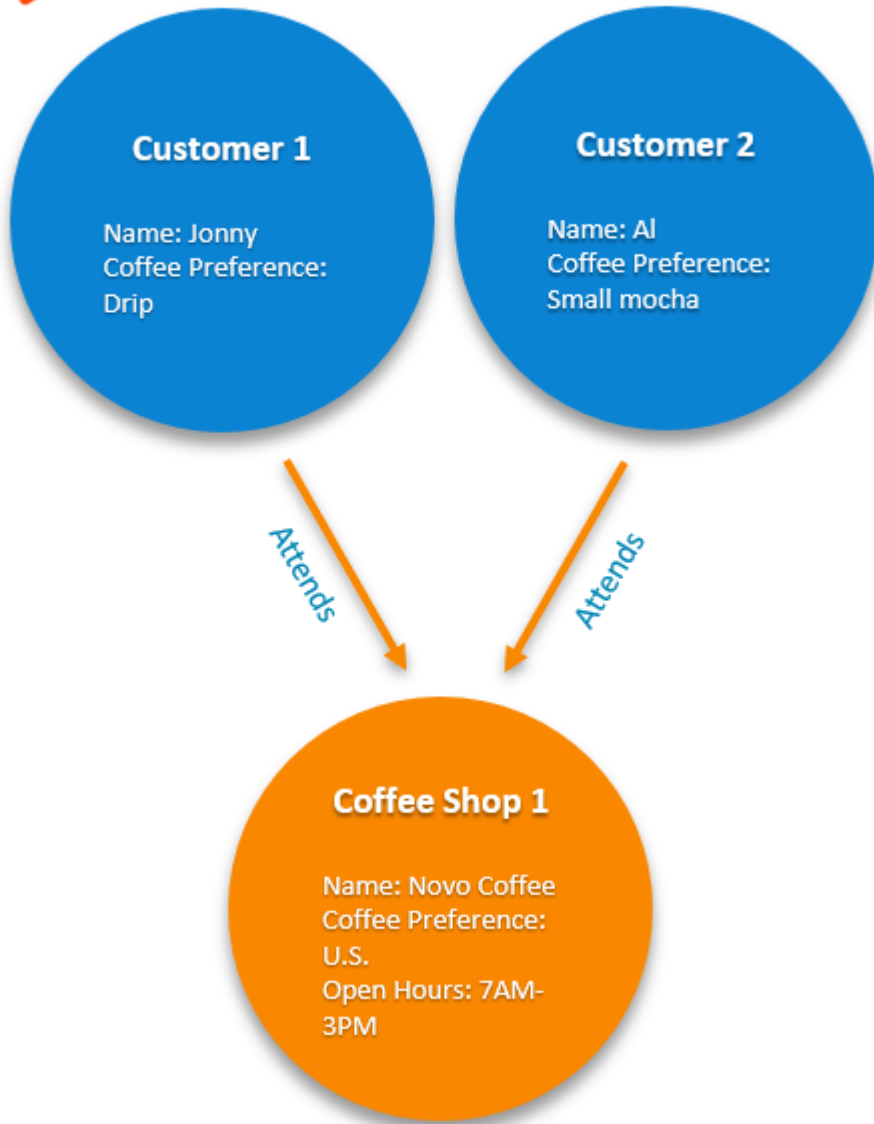 Customer 1
Name: Jonny
Coffee Preference:
Drip
Customer 2
Name: Al
Coffee Preference:
Small mocha
Attends
Attends
Coffee Shop 1
Name: Novo Coffee
Coffee Preference:
U.S.
Open Hours: 7AM-
3PM